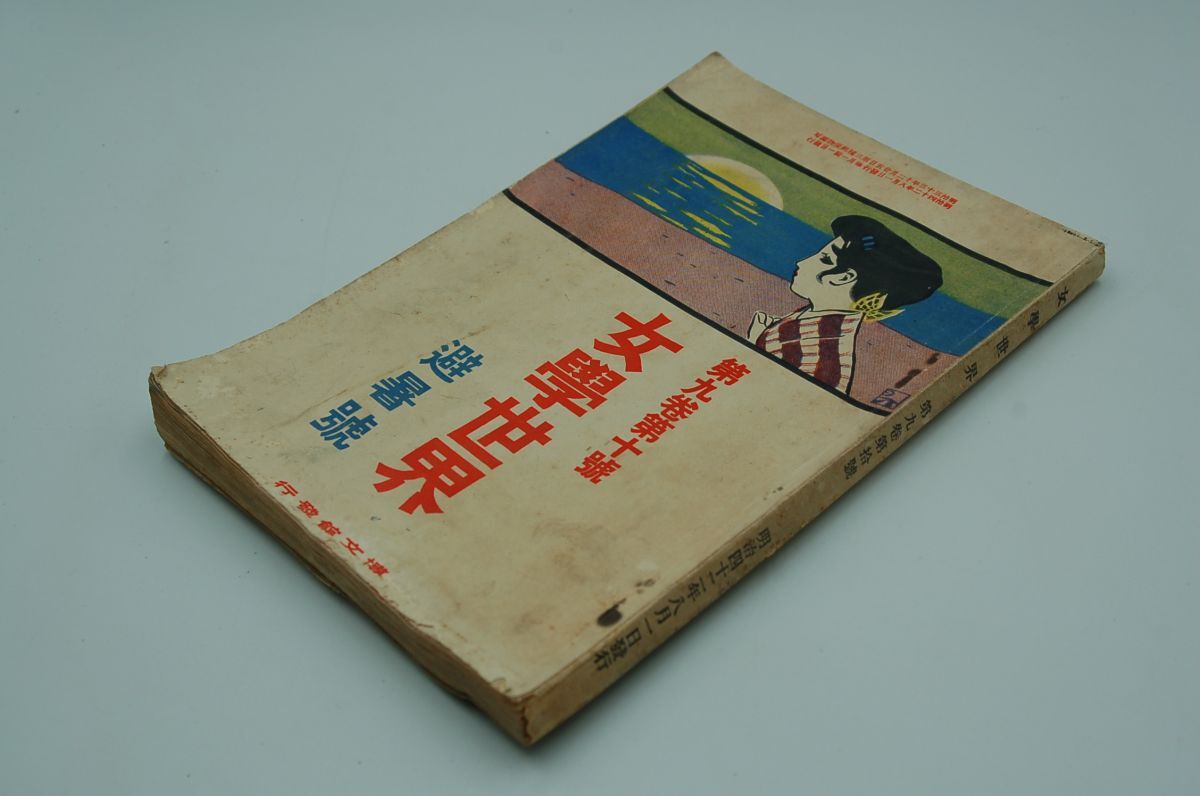 第九卷第十號
女學世界
避暑號
博文館發行
女學世界 第九卷第拾號 明治四十二年八月一日發行